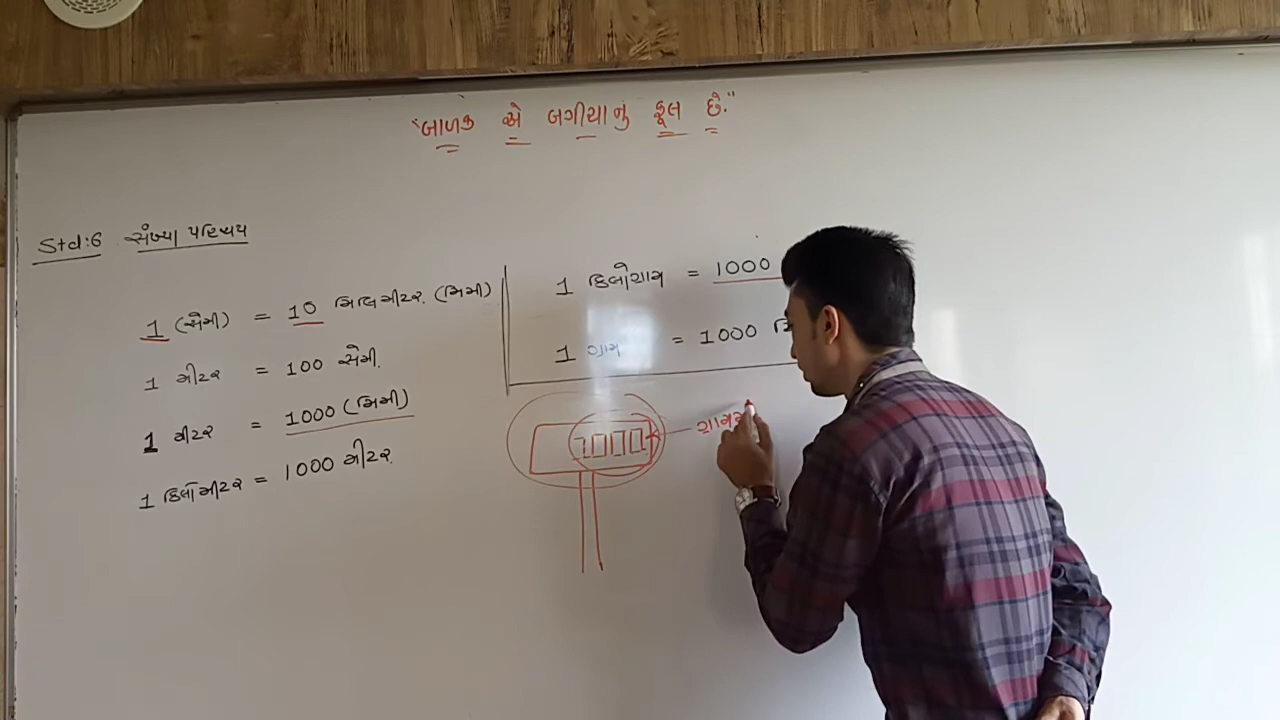 "બાળક એ બગીચાનું ફૂલ છે."
Std:6 સંખ્યા પરિચય
1 (સેમી) = 10 મિલિમીટર. (મિમી)
1 મીટર = 100 સેમી.
1 મીટર = 1000 (મિમી)
1 કિલોમીટર = 1000 મીટર.
1 કિલોગ્રામ = 1000
1 ગ્રામ = 1000 મિ
1000
ગ્રામમ